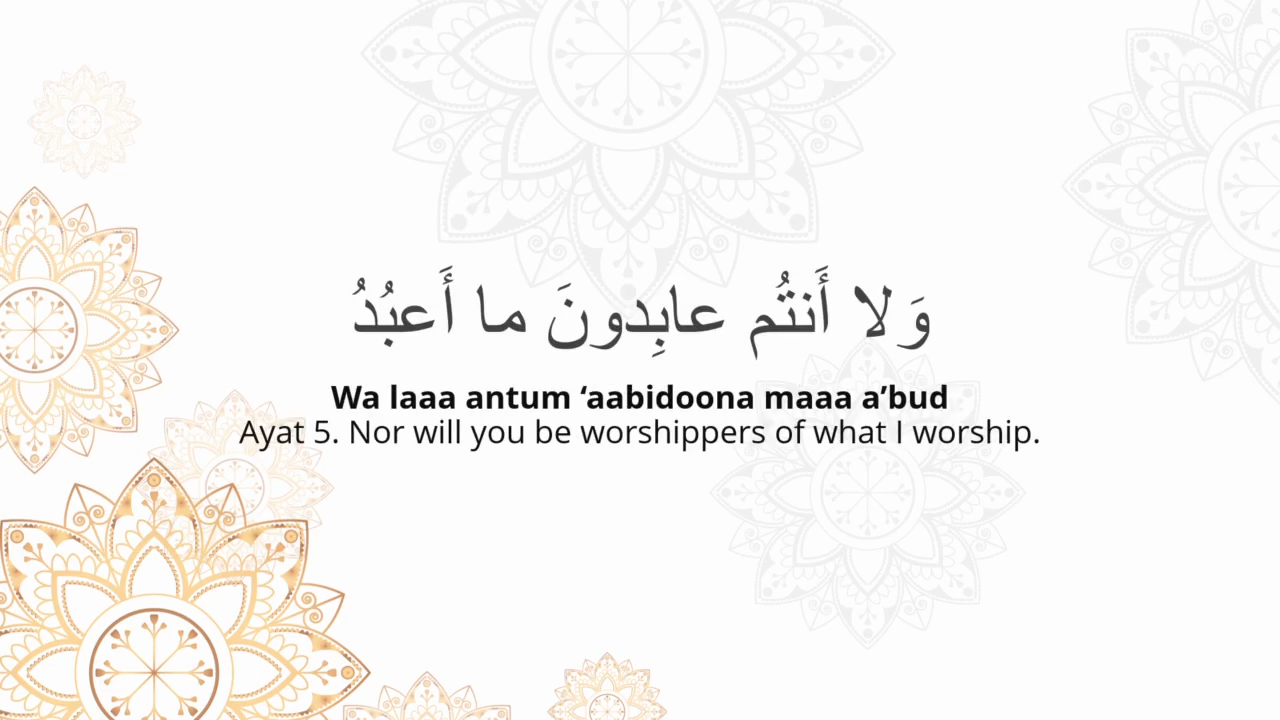 وَلا أَنتُم عابِدونَ ما أَعبُدُ
Wa laaa antum ‘aabidoona maaa a’bud
Ayat 5. Nor will you be worshippers of what I worship.